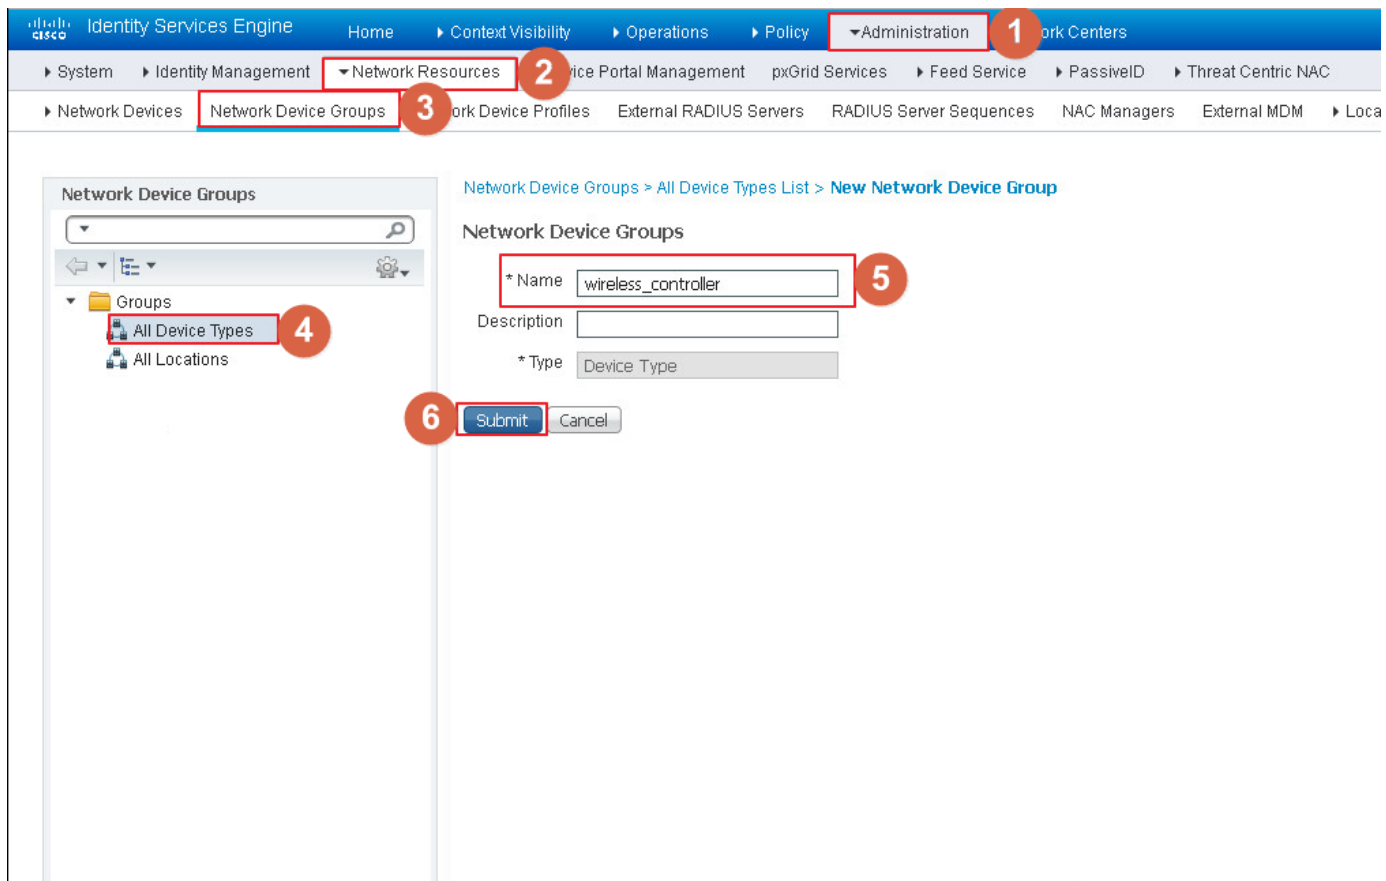 cisco Identity Services Engine Home Context Visibility Operations Policy Administration 1 ork Centers
System Identity Management Network Resources 2 vice Portal Management pxGrid Services Feed Service PassiveID Threat Centric NAC
Network Devices Network Device Groups 3 ork Device Profiles External RADIUS Servers RADIUS Server Sequences NAC Managers External MDM Loca
Network Device Groups
Groups
All Device Types 4
All Locations
Network Device Groups > All Device Types List > New Network Device Group
Network Device Groups
* Name wireless_controller 5
Description
* Type Device Type
6 Submit Cancel